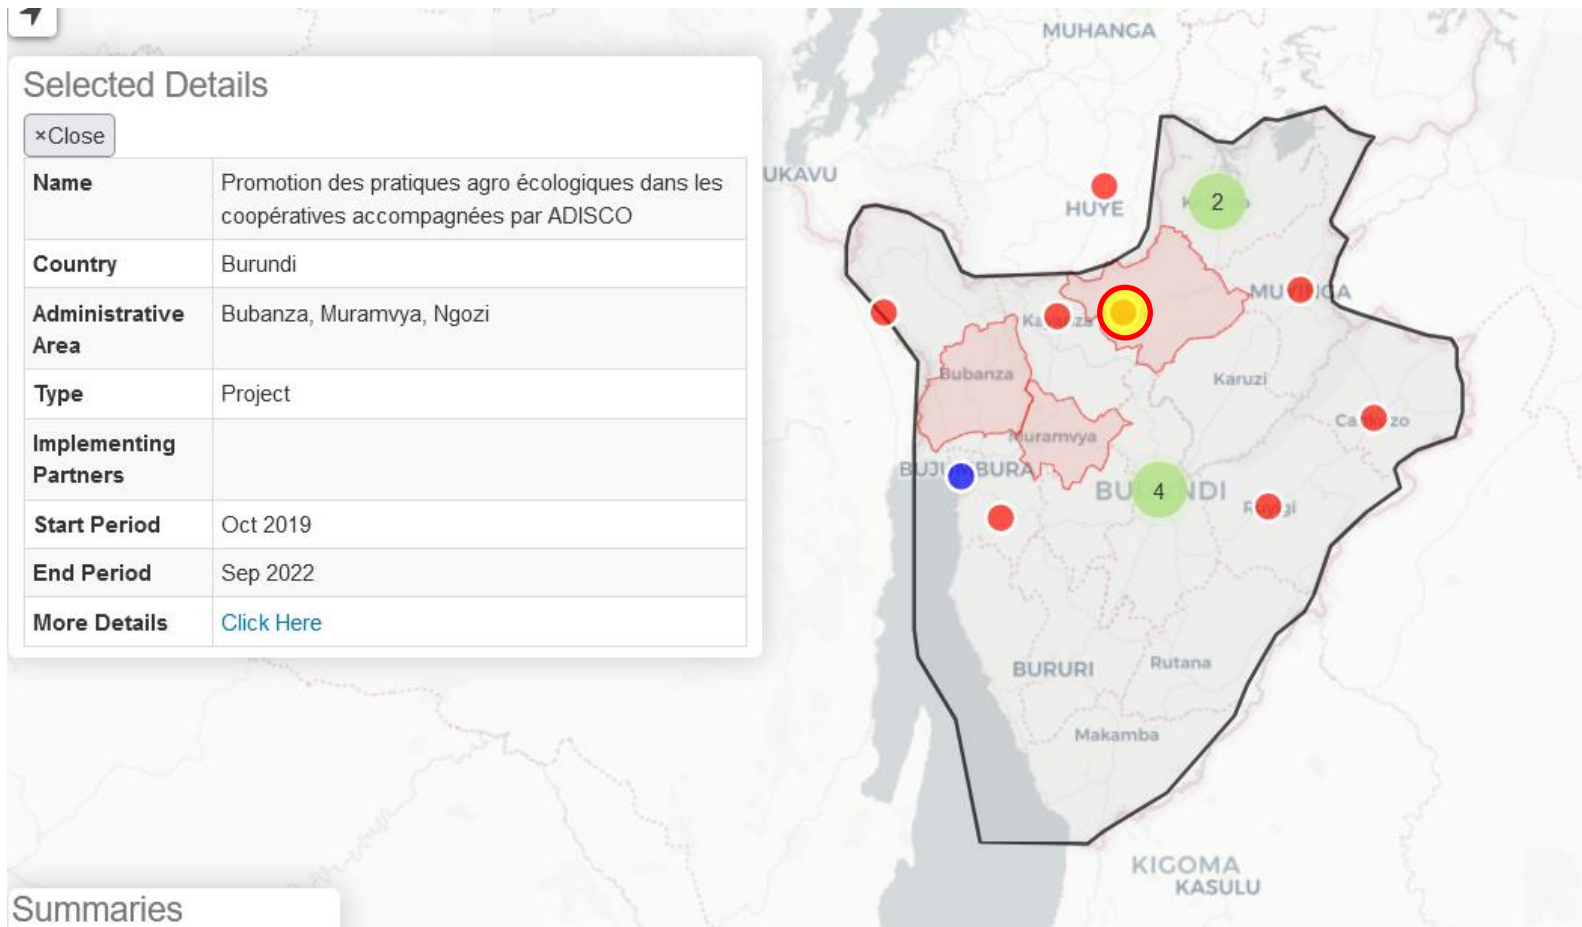 Selected Details
×Close
Name
Promotion des pratiques agro écologiques dans les
coopératives accompagnées par ADISCO
Country
Burundi
Administrative
Area
Bubanza, Muramvya, Ngozi
Type
Project
Implementing
Partners
Start Period
Oct 2019
End Period
Sep 2022
More Details
Click Here
Summaries
MUHANGA
UKAVU
HUYE
2
Bubanza
Karuzi
Muramvya
4
BURURI
Rutana
Makamba
KIGOMA
KASULU